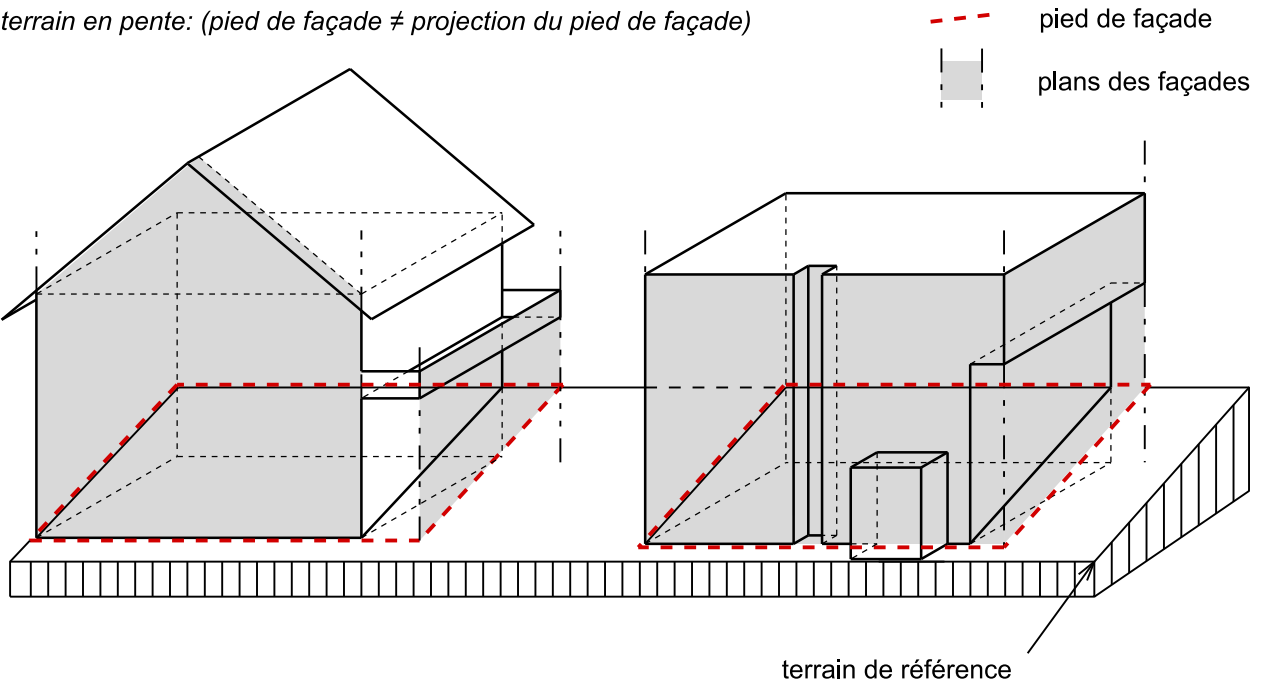 terrain en pente: (pied de façade ≠ projection du pied de façade)
pied de façade
plans des façades
terrain de référence